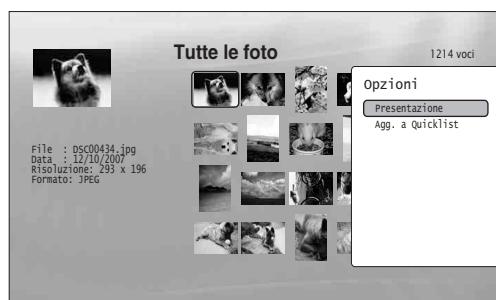 Tutte le foto
1214 voci
Opzioni
Presentazione
Agg. a Quicklist
File : DSC00434.jpg
Data : 12/10/2007
Risoluzione: 293 x 196
Formato: JPEG